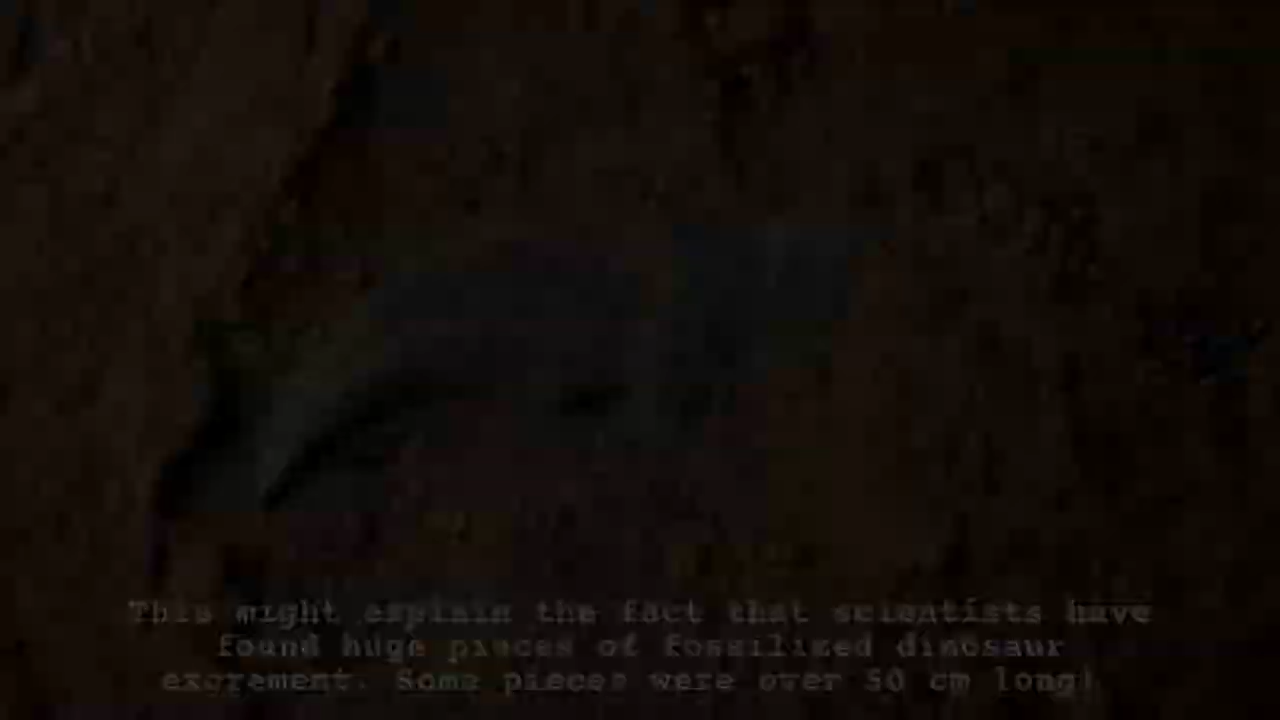 This might explain the fact that scientists have
found huge pieces of fossilized dinosaur
excrement. Some pieces were over 50 cm long!